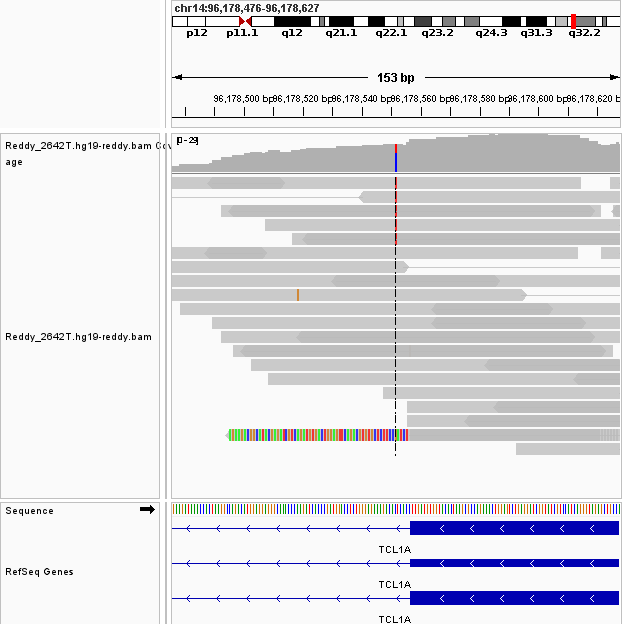 chr14:96,178,476-96,178,627
p12 p11.1 q12 q21.1 q22.1 q23.2 q24.3 q31.3 q32.2
153 bp
96,178,500 bp 96,178,520 bp 96,178,540 bp 96,178,560 bp 96,178,580 bp 96,178,600 bp 96,178,620 b
Reddy_2642T.hg19-reddy.bam Cov
age
[0-29]
Reddy_2642T.hg19-reddy.bam
Sequence
TCL1A
RefSeq Genes
TCL1A
TCL1A